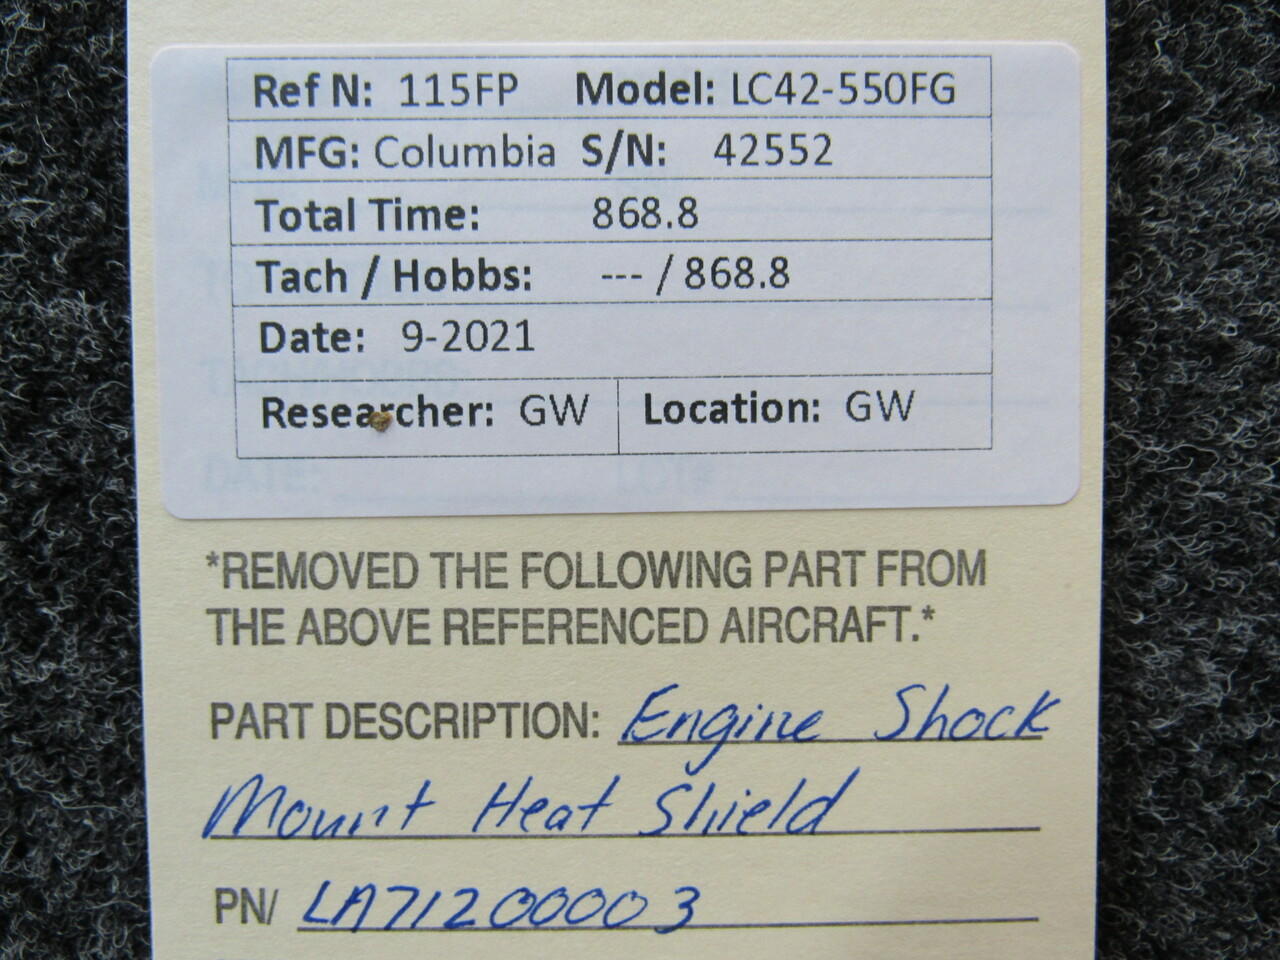 Ref N: 115FP Model: LC42-550FG
MFG: Columbia S/N: 42552
Total Time: 868.8
Tach / Hobbs: --- / 868.8
Date: 9-2021
Researcher: GW Location: GW
*REMOVED THE FOLLOWING PART FROM
THE ABOVE REFERENCED AIRCRAFT.*
PART DESCRIPTION: Engine Shock
Mount Heat Shield
PN/ LA71200003